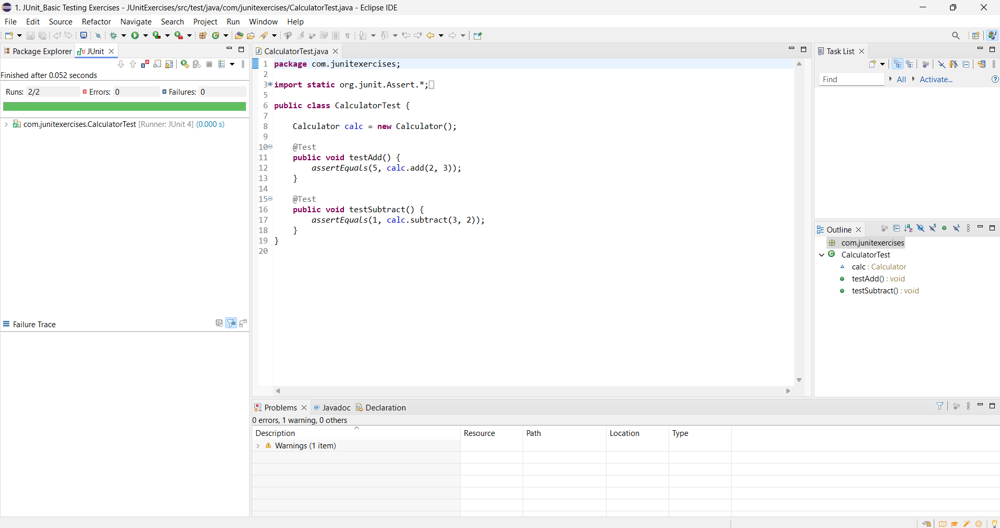 1. JUnit_Basic Testing Exercises - JUnitExercises/src/test/java/com/junitexercises/CalculatorTest.java - Eclipse IDE
File Edit Source Refactor Navigate Search Project Run Window Help
Package Explorer JUnit
Finished after 0.052 seconds
Runs: 2/2 Errors: 0 Failures: 0
com.junitexercises.CalculatorTest [Runner: JUnit 4] (0.000 s)
Failure Trace
CalculatorTest.java
1 package com.junitexercises;
2
3 import static org.junit.Assert.*;
5
6 public class CalculatorTest {
7
8 Calculator calc = new Calculator();
9
10 @Test
11 public void testAdd() {
12 assertEquals(5, calc.add(2, 3));
13 }
14
15 @Test
16 public void testSubtract() {
17 assertEquals(1, calc.subtract(3, 2));
18 }
19 }
20
Task List
Find All Activate...
Outline
com.junitexercises
CalculatorTest
calc : Calculator
testAdd() : void
testSubtract() : void
Problems @ Javadoc Declaration
0 errors, 1 warning, 0 others
Description Resource Path Location Type
Warnings (1 item)